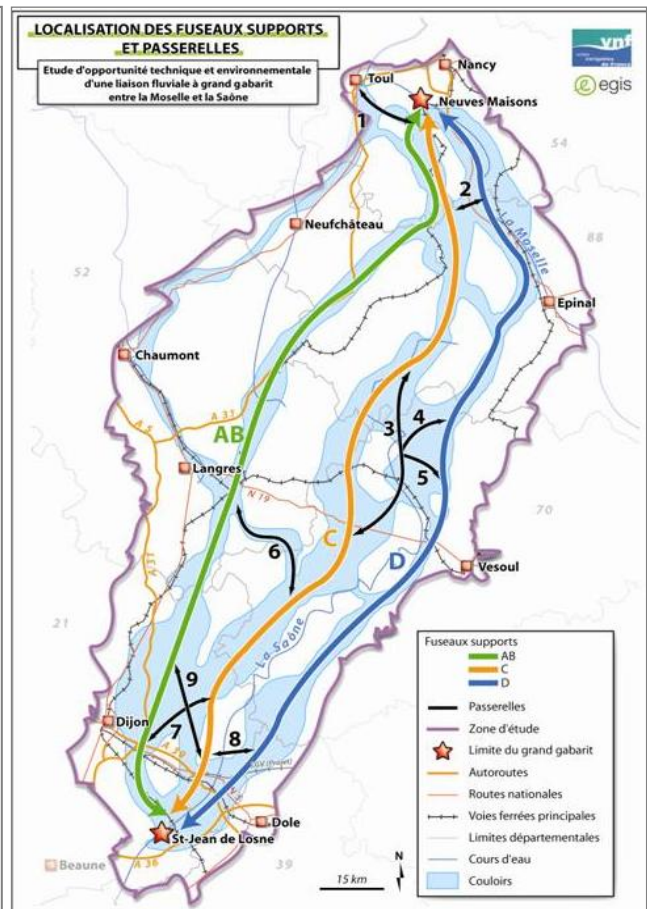 LOCALISATION DES FUSEAUX SUPPORTS
ET PASSERELLES
Etude d'opportunité technique et environnementale
d'une liaison fluviale à grand gabarit
entre la Moselle et la Saône
vnf
egis
Nancy
Toul
Neuves Maisons
1
54
2
La Moselle
Neufchâteau
88
52
Epinal
Chaumont
A 31
A 5
AB
3
4
Langres
5
N 19
70
6
C
D
Vesoul
A 31
21
La Saône
9
7
Dijon
8
A 39
LGV (Projet)
Dole
St-Jean de Losne
Beaune
A 36
39
15 km
N
Fuseaux supports
AB
C
D
Passerelles
Zone d'étude
Limite du grand gabarit
Autoroutes
Routes nationales
Voies ferrées principales
Limites départementales
Cours d'eau
Couloirs